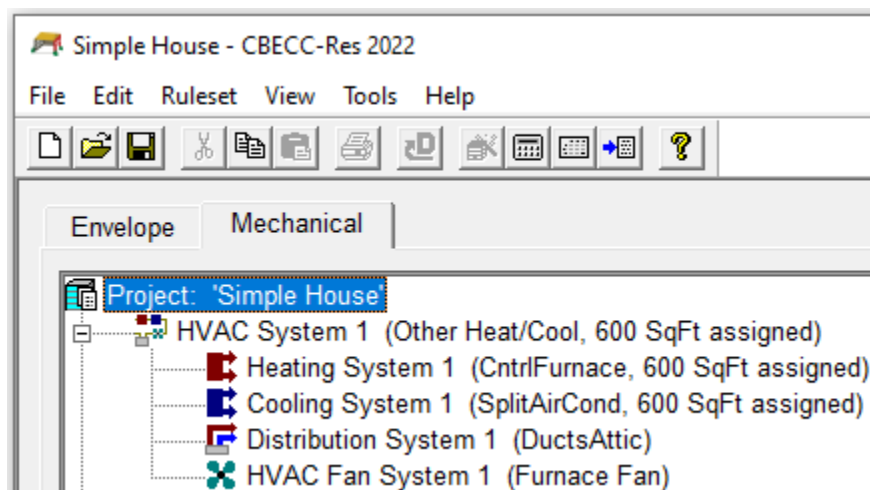 Simple House - CBECC-Res 2022
File Edit Ruleset View Tools Help
Envelope Mechanical
Project: 'Simple House'
HVAC System 1 (Other Heat/Cool, 600 SqFt assigned)
Heating System 1 (CntrlFurnace, 600 SqFt assigned)
Cooling System 1 (SplitAirCond, 600 SqFt assigned)
Distribution System 1 (DuctsAttic)
HVAC Fan System 1 (Furnace Fan)